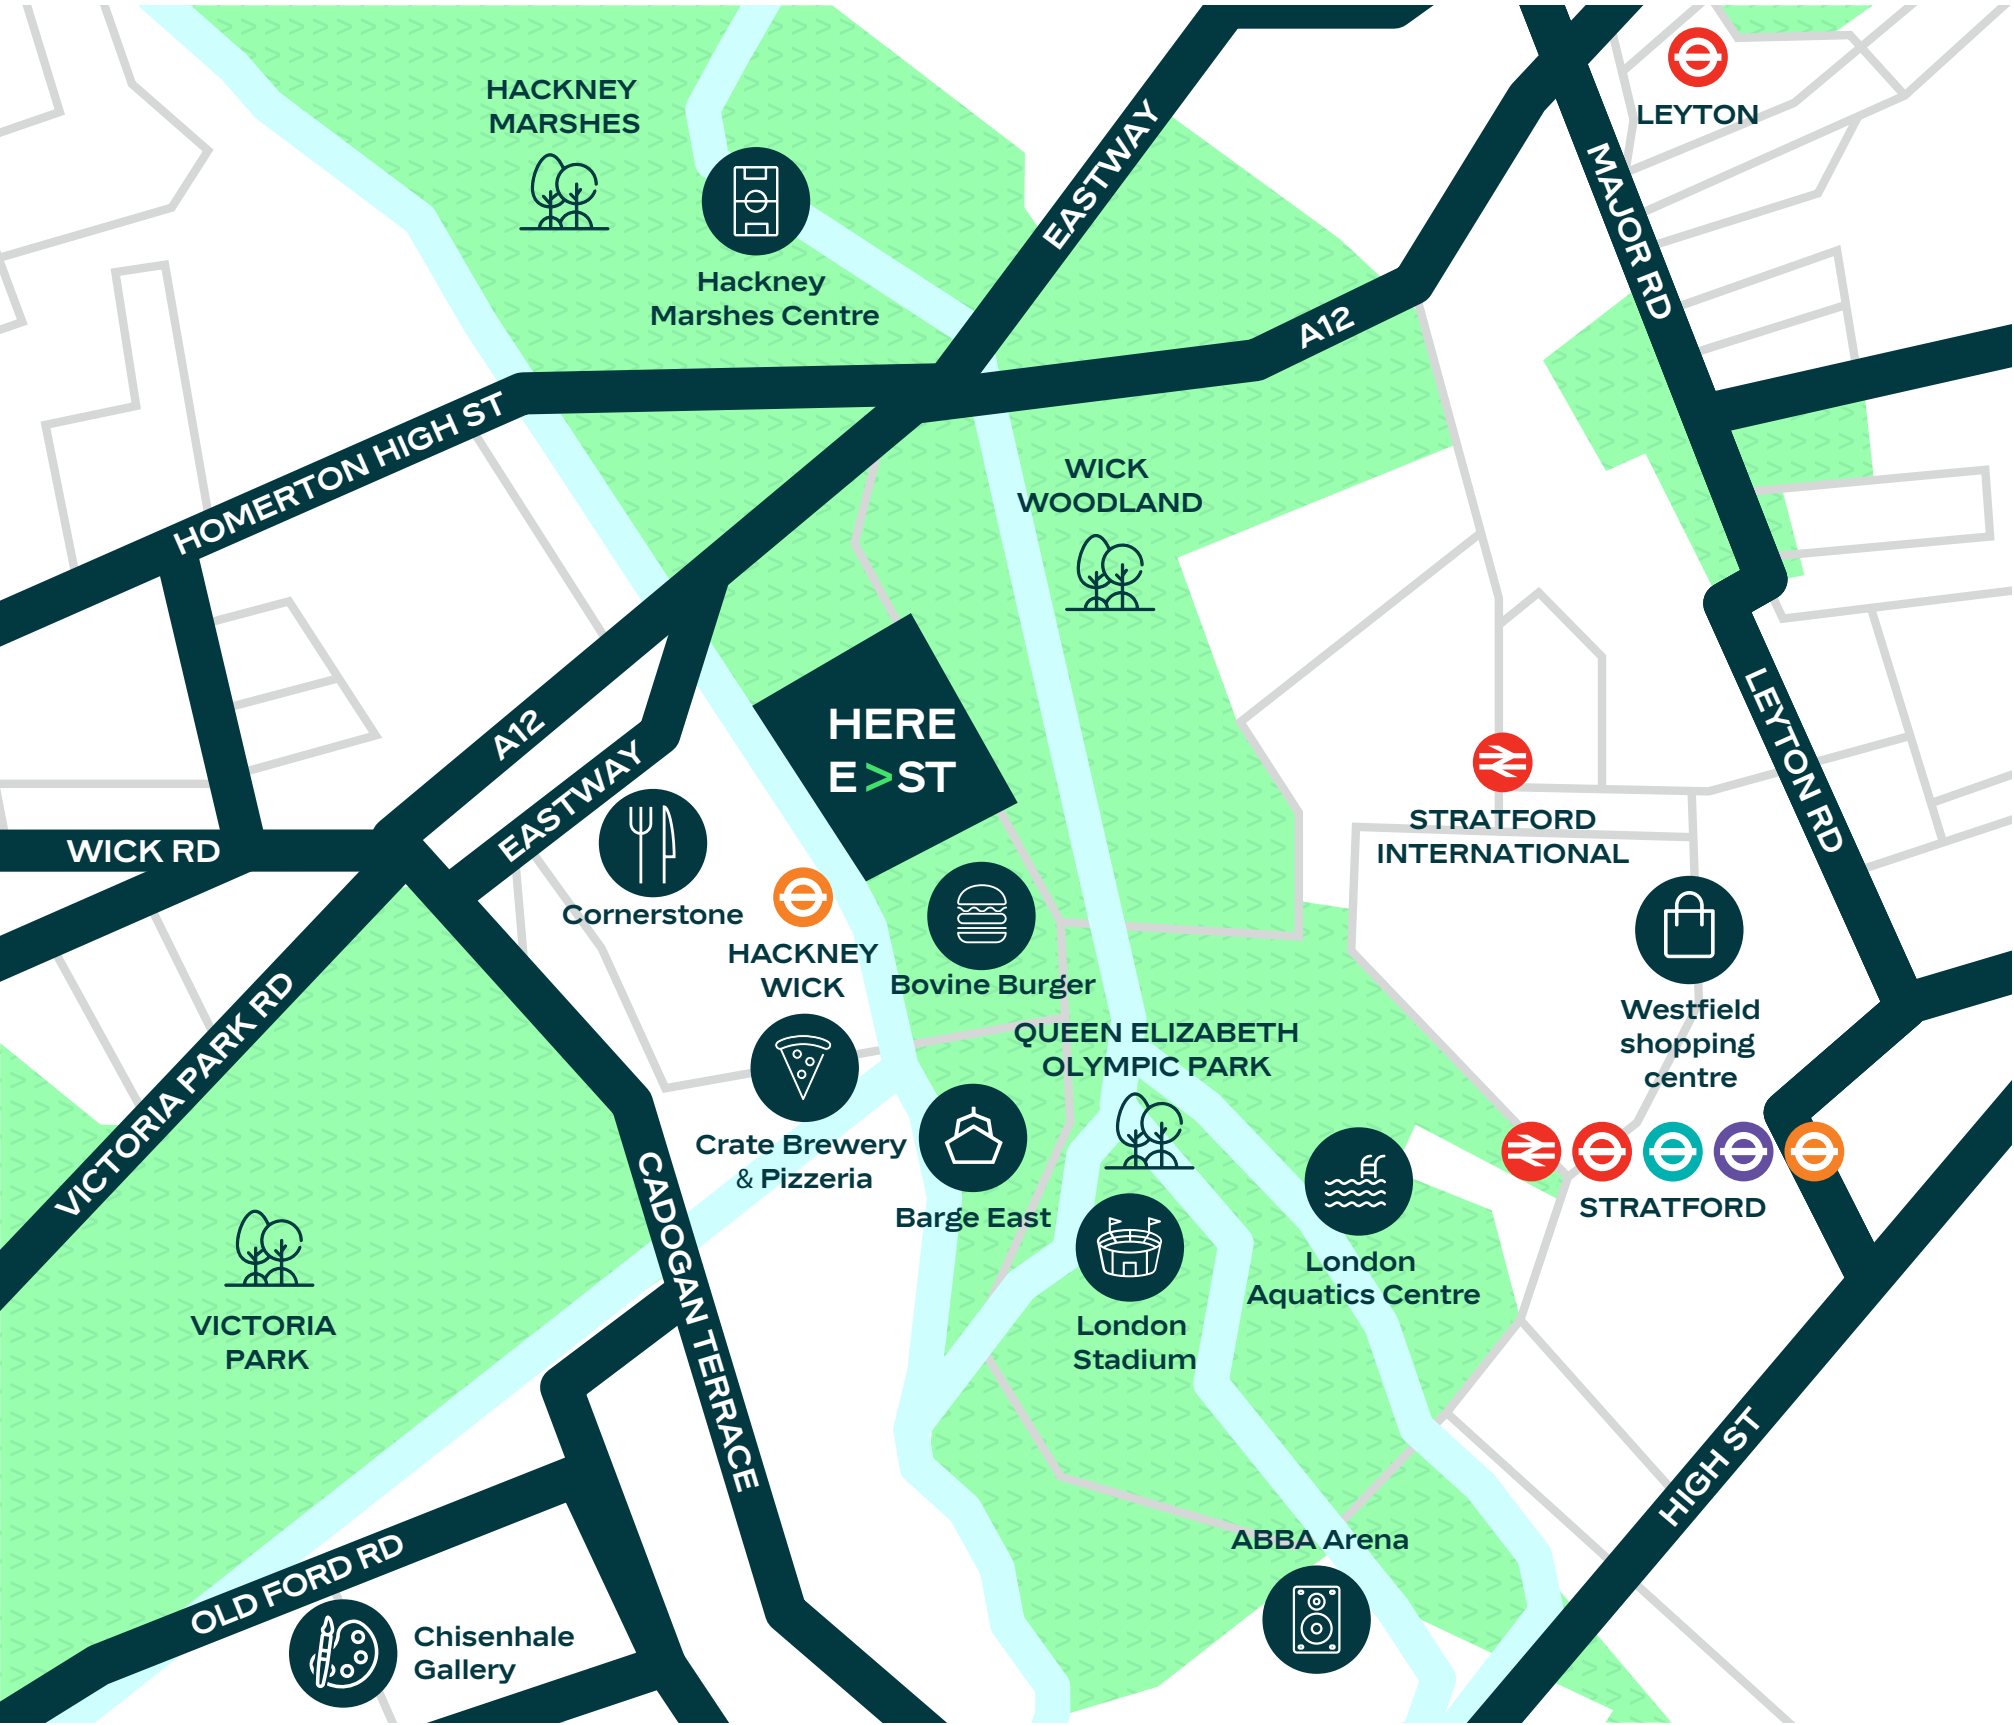 HACKNEY
MARSHES
Hackney
Marshes Centre
EASTWAY
A12
MAJOR RD
LEYTON
HOMERTON HIGH ST
WICK
WOODLAND
HERE
E>ST
A12
EASTWAY
WICK RD
Cornerstone
HACKNEY
WICK
Bovine Burger
STRATFORD
INTERNATIONAL
LEYTON RD
Westfield
shopping
centre
VICTORIA PARK RD
QUEEN ELIZABETH
OLYMPIC PARK
Crate Brewery
& Pizzeria
Barge East
CADOGAN TERRACE
STRATFORD
London
Aquatics Centre
London
Stadium
VICTORIA
PARK
HIGH ST
ABBA Arena
OLD FORD RD
Chisenhale
Gallery